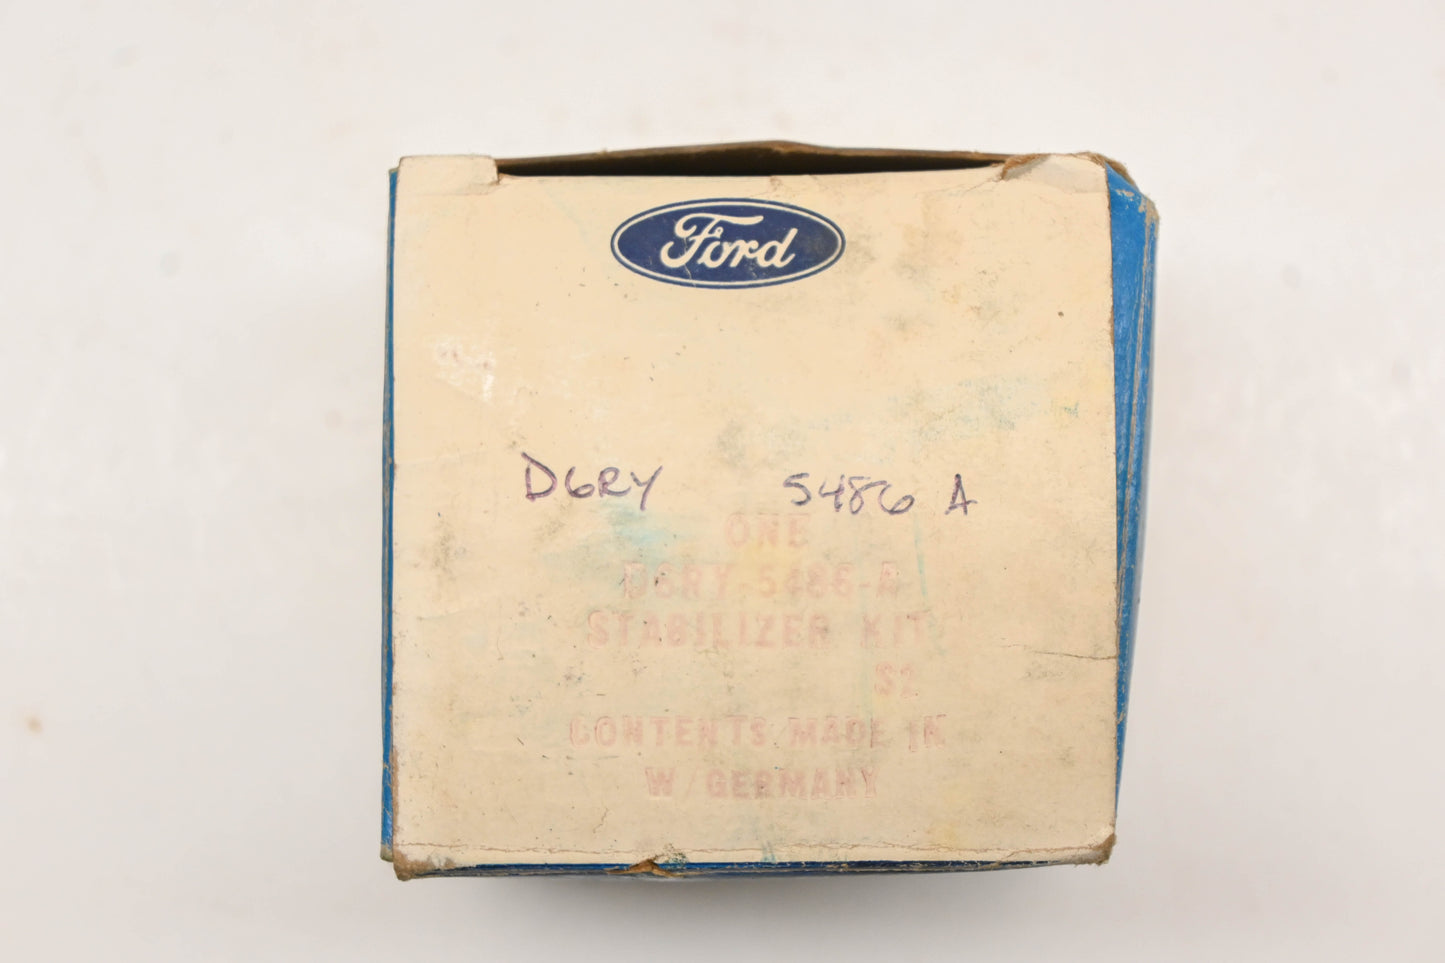 Ford
D6RY 5486 A
ONE
D6RY-5486-A
STABILIZER KIT
S2
CONTENTS MADE IN
W/GERMANY